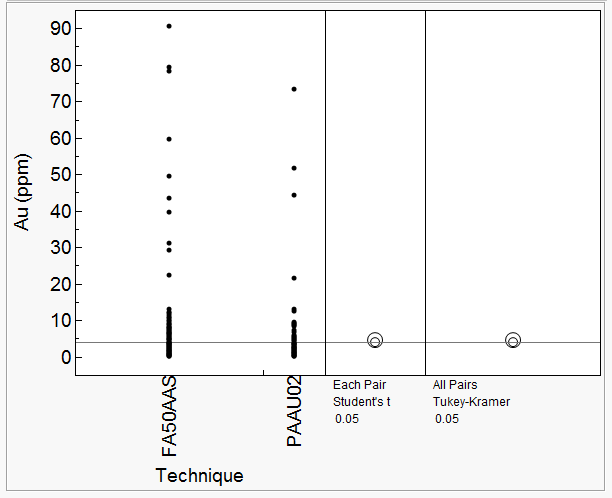 Au (ppm)
90
80
70
60
50
40
30
20
10
0
FA50AAS
PAAU02
Technique
Each Pair
Student's t
0.05
All Pairs
Tukey-Kramer
0.05